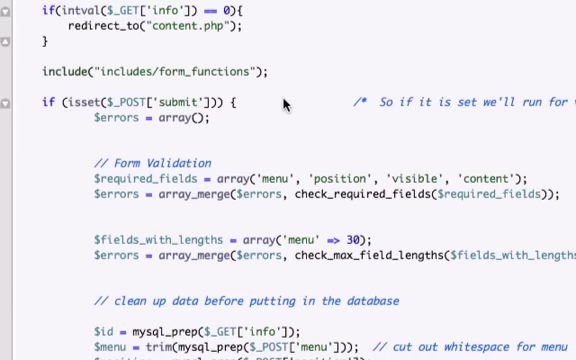 if(intval($_GET['info']) == 0){
redirect_to("content.php");
}
include("includes/form_functions");
if (isset($_POST['submit'])) { /* So if it is set we'll run for
$errors = array();
// Form Validation
$required_fields = array('menu', 'position', 'visible', 'content');
$errors = array_merge($errors, check_required_fields($required_fields));
$fields_with_lengths = array('menu' => 30);
$errors = array_merge($errors, check_max_field_lengths($fields_with_lengths
// clean up data before putting in the database
$id = mysql_prep($_GET['info']);
$menu = trim(mysql_prep($_POST['menu'])); // cut out whitespace for menu